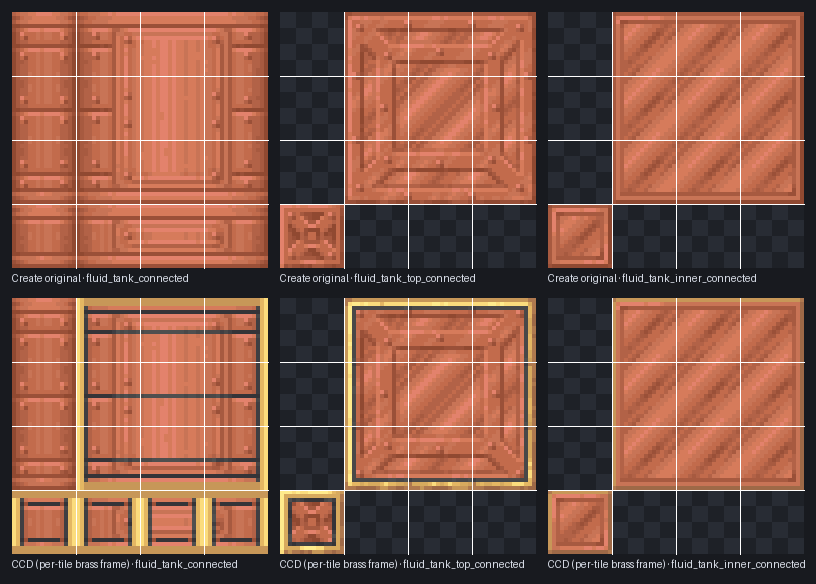 Create original · fluid_tank_connected
Create original · fluid_tank_top_connected
Create original · fluid_tank_inner_connected
CCD (per-tile brass frame) · fluid_tank_connected
CCD (per-tile brass frame) · fluid_tank_top_connected
CCD (per-tile brass frame) · fluid_tank_inner_connected